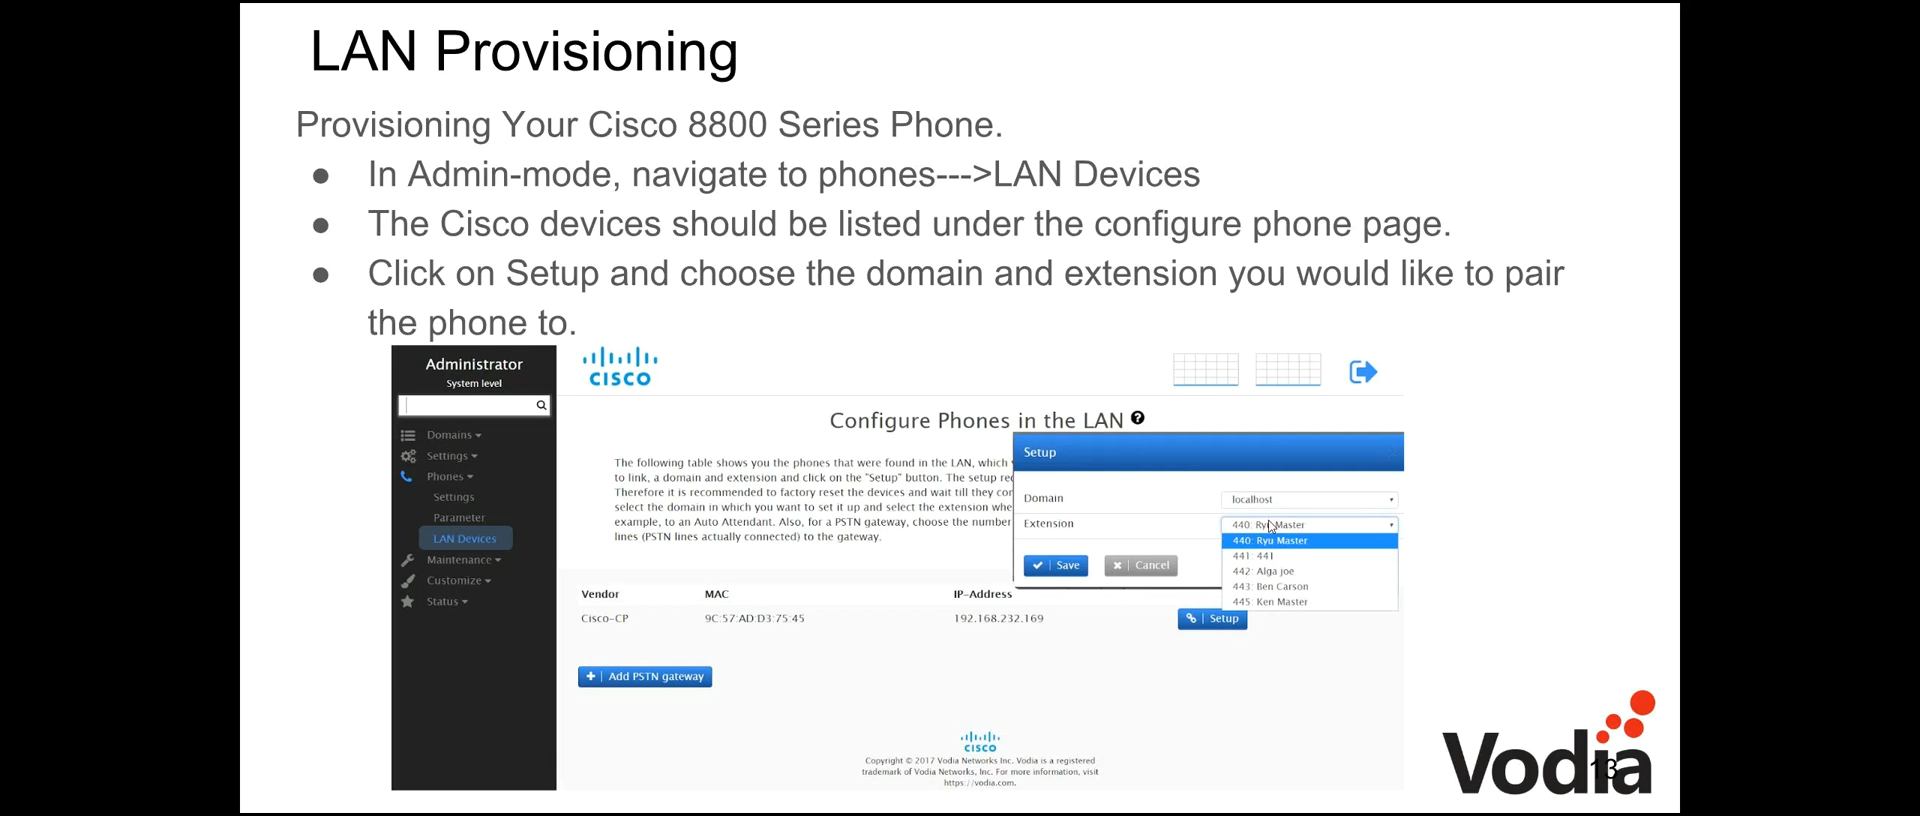 LAN Provisioning
Provisioning Your Cisco 8800 Series Phone.
● In Admin-mode, navigate to phones--->LAN Devices
● The Cisco devices should be listed under the configure phone page.
● Click on Setup and choose the domain and extension you would like to pair
the phone to.
Administrator
System level
Domains
Settings
Phones
Settings
Parameter
LAN Devices
Maintenance
Customize
Status
CISCO
Configure Phones in the LAN
The following table shows you the phones that were found in the LAN, which
to link, a domain and extension and click on the "Setup" button. The setup
Therefore it is recommended to factory reset the devices and wait till they
select the domain in which you want to set it up and select the extension
example, to an Auto Attendant. Also, for a PSTN gateway, choose the number
lines (PSTN lines actually connected) to the gateway.
Setup
Domain localhost
Extension 440: Ryu Master
440: Ryu Master
441: 441
442: Alga joe
443: Ben Carson
445: Ken Master
Save Cancel
Vendor MAC IP-Address
Cisco-CP 9C:57:AD:D3:75:45 192.168.232.169 Setup
Add PSTN gateway
CISCO
Copyright © 2017 Vodia Networks Inc. Vodia is a registered
trademark of Vodia Networks, Inc. For more information, visit
https://vodia.com.
Vodia
13